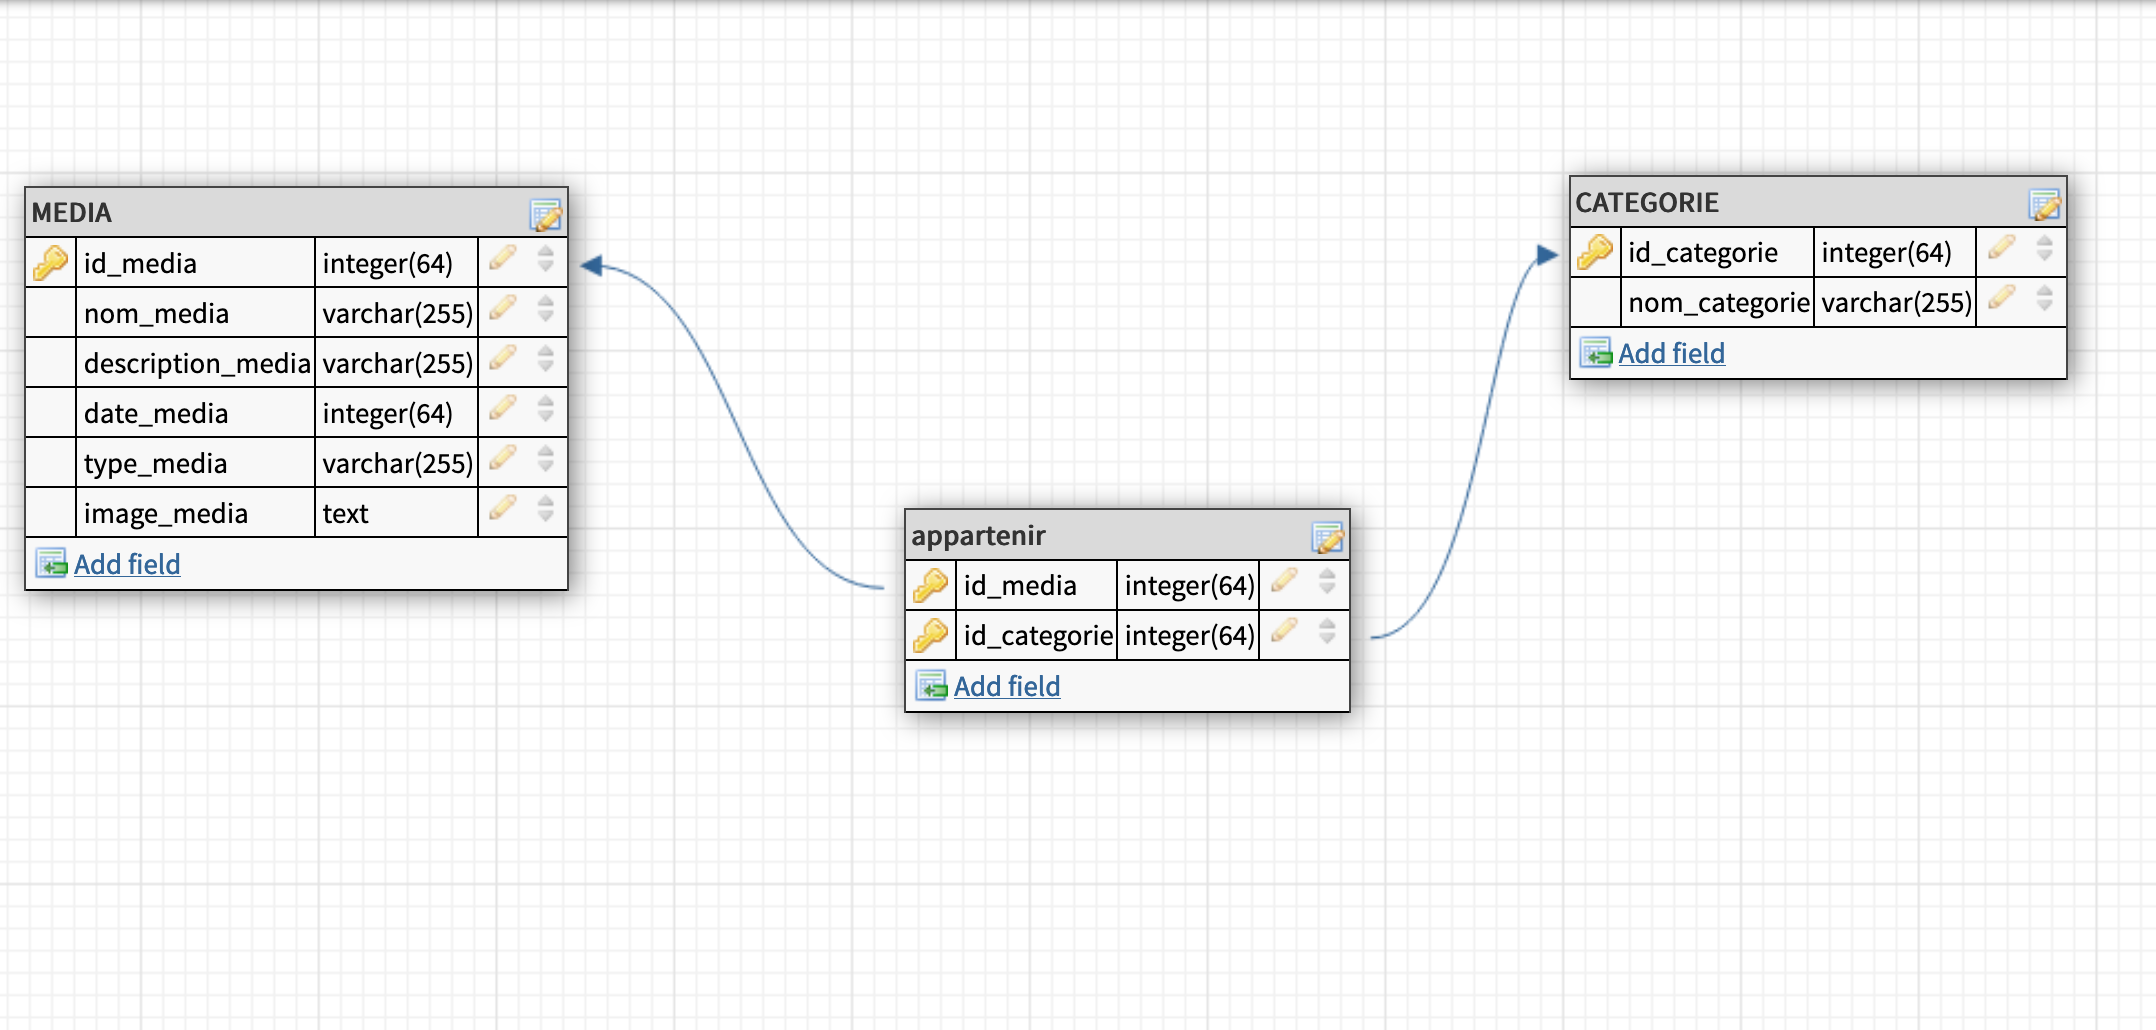 MEDIA
id_media integer(64)
nom_media varchar(255)
description_media varchar(255)
date_media integer(64)
type_media varchar(255)
image_media text
Add field
CATEGORIE
id_categorie integer(64)
nom_categorie varchar(255)
Add field
appartenir
id_media integer(64)
id_categorie integer(64)
Add field